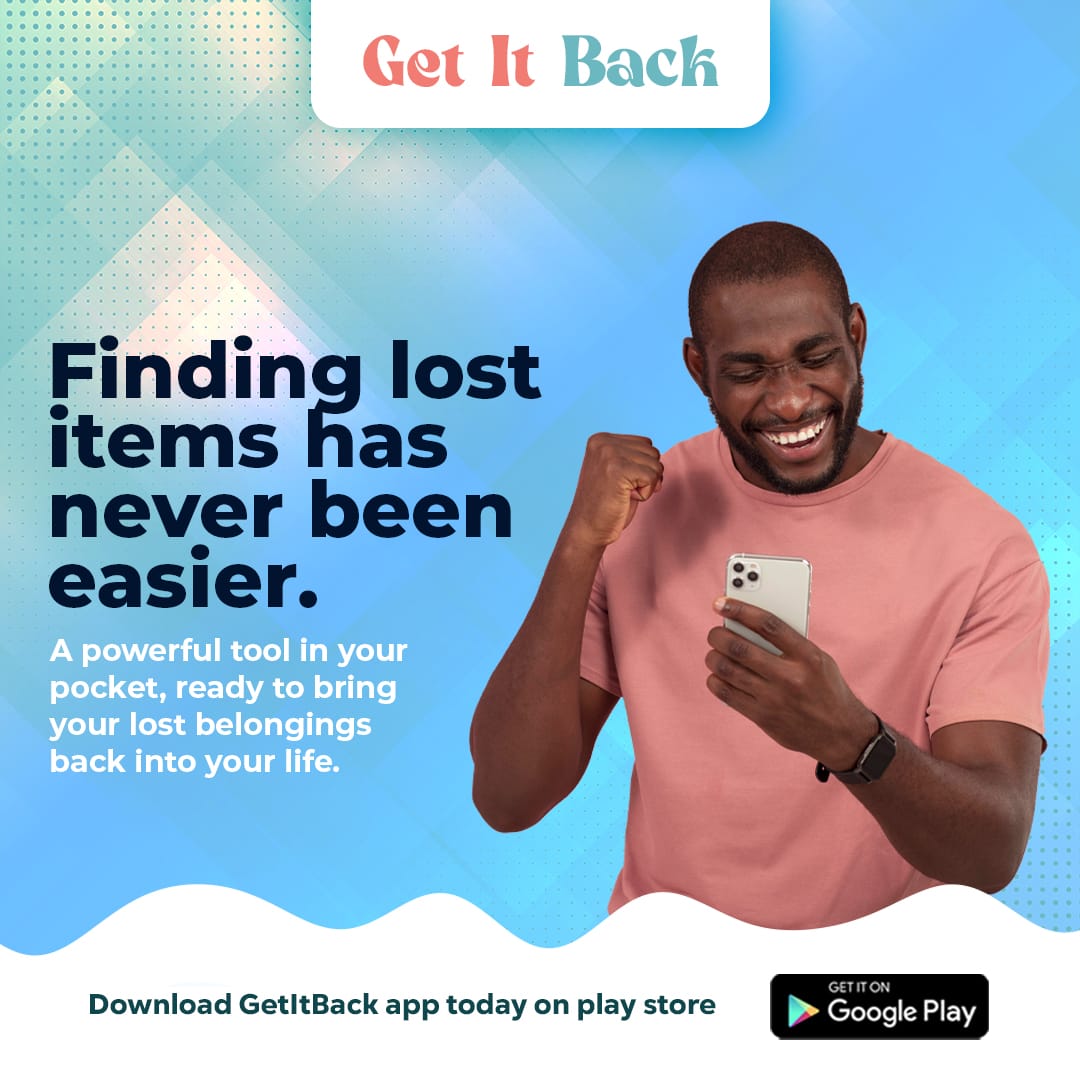 Get It Back
Finding lost
items has
never been
easier.
A powerful tool in your
pocket, ready to bring
your lost belongings
back into your life.
Download GetItBack app today on play store
GET IT ON
Google Play